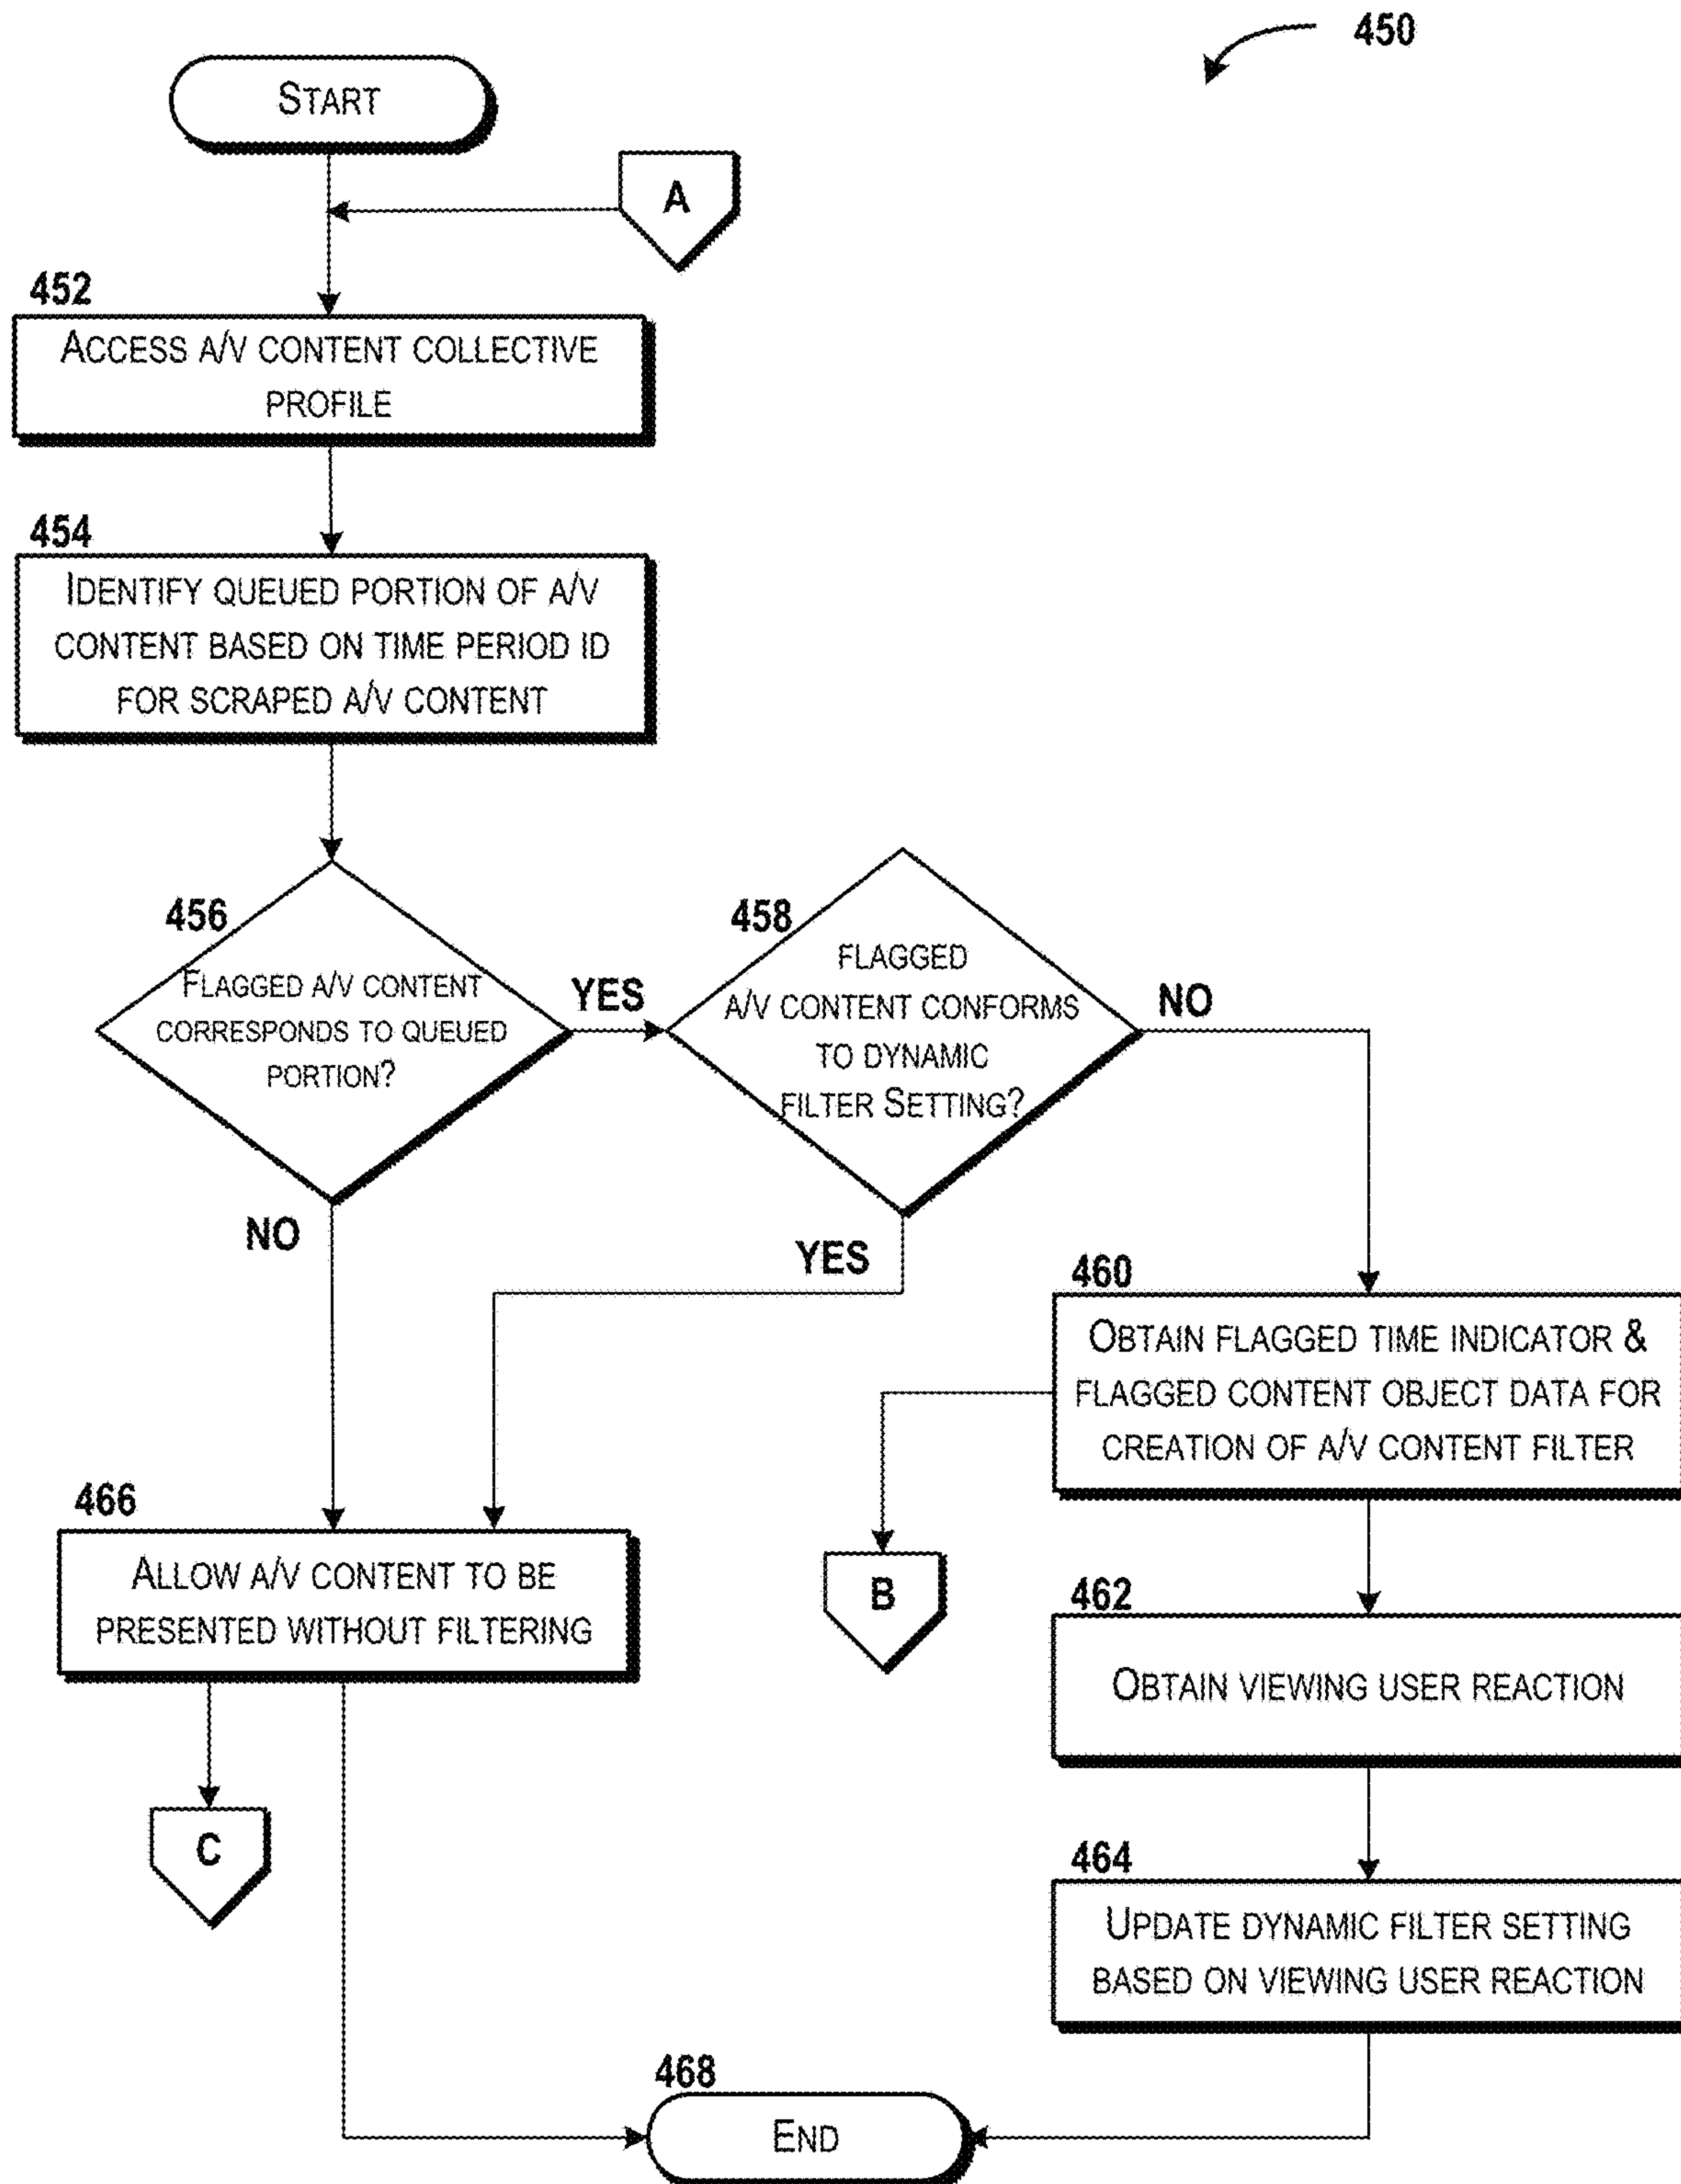 450
START
A
452
ACCESS A/V CONTENT COLLECTIVE
PROFILE
454
IDENTIFY QUEUED PORTION OF A/V
CONTENT BASED ON TIME PERIOD ID
FOR SCRAPED A/V CONTENT
456
FLAGGED A/V CONTENT
CORRESPONDS TO QUEUED
PORTION?
YES
NO
458
FLAGGED
A/V CONTENT CONFORMS
TO DYNAMIC
FILTER SETTING?
NO
YES
460
OBTAIN FLAGGED TIME INDICATOR &
FLAGGED CONTENT OBJECT DATA FOR
CREATION OF A/V CONTENT FILTER
B
466
ALLOW A/V CONTENT TO BE
PRESENTED WITHOUT FILTERING
C
462
OBTAIN VIEWING USER REACTION
464
UPDATE DYNAMIC FILTER SETTING
BASED ON VIEWING USER REACTION
468
END